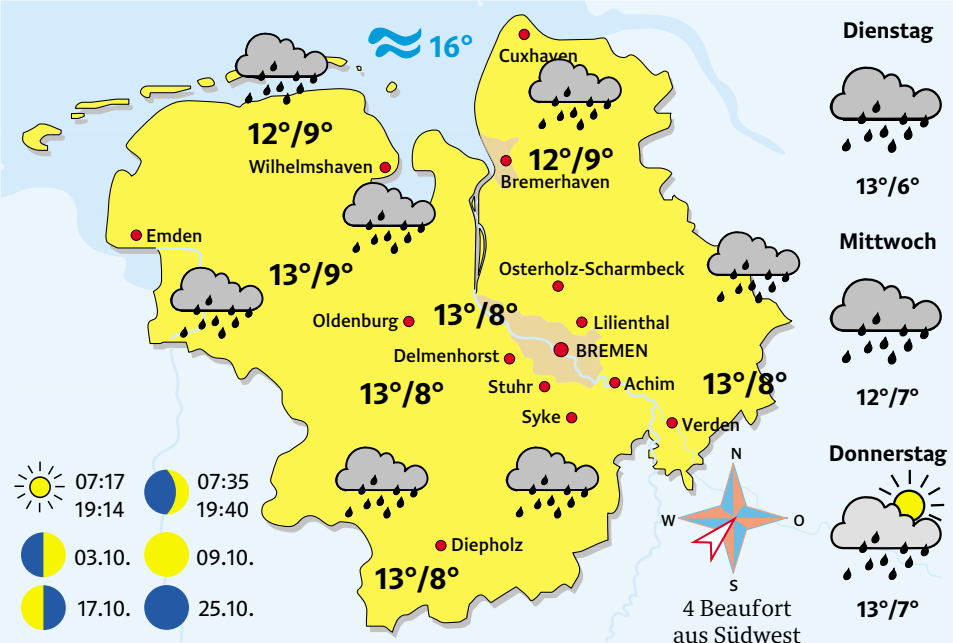 16°
Cuxhaven
12°/9°
Wilhelmshaven
12°/9°
Bremerhaven
Emden
13°/9°
Osterholz-Scharmbeck
Oldenburg
13°/8°
Lilienthal
Delmenhorst
BREMEN
13°/8°
Stuhr
Achim
13°/8°
Syke
Verden
Diepholz
13°/8°
07:17
19:14
07:35
19:40
03.10.
09.10.
17.10.
25.10.
N
W
O
S
4 Beaufort
aus Südwest
Dienstag
13°/6°
Mittwoch
12°/7°
Donnerstag
13°/7°